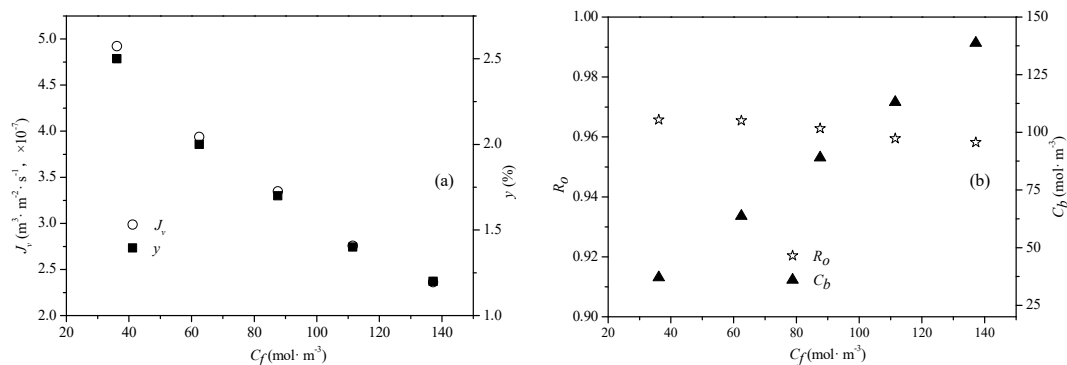 5.0
4.5
4.0
3.5
3.0
2.5
2.0
20 40 60 80 100 120 140
2.5
2.0
1.5
1.0
J_v (m³· m⁻²· s⁻¹, ×10⁻⁷)
y (%)
C_f (mol· m⁻³)
(a)
J_v
y
1.00
0.98
0.96
0.94
0.92
0.90
20 40 60 80 100 120 140
150
125
100
75
50
25
R_o
C_b (mol· m⁻³)
C_f (mol· m⁻³)
(b)
R_o
C_b